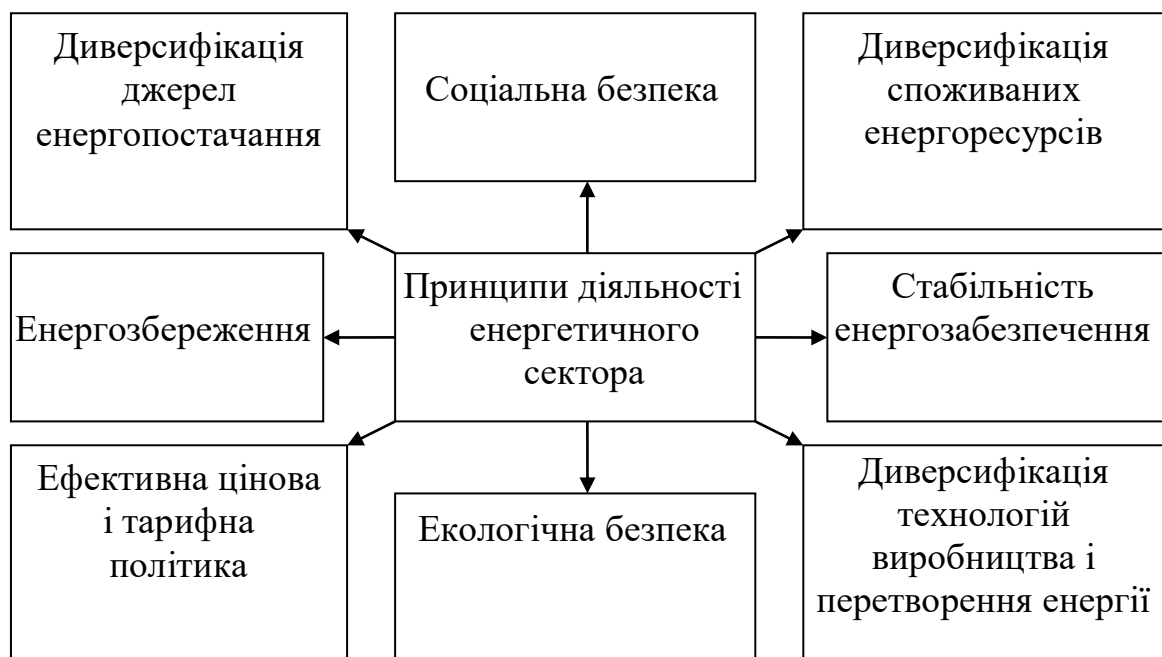 Диверсифікація
джерел
енергопостачання
Соціальна безпека
Диверсифікація
споживаних
енергоресурсів
Енергозбереження
Принципи діяльності
енергетичного
сектора
Стабільність
енергозабезпечення
Ефективна цінова
і тарифна
політика
Екологічна безпека
Диверсифікація
технологій
виробництва і
перетворення енергії